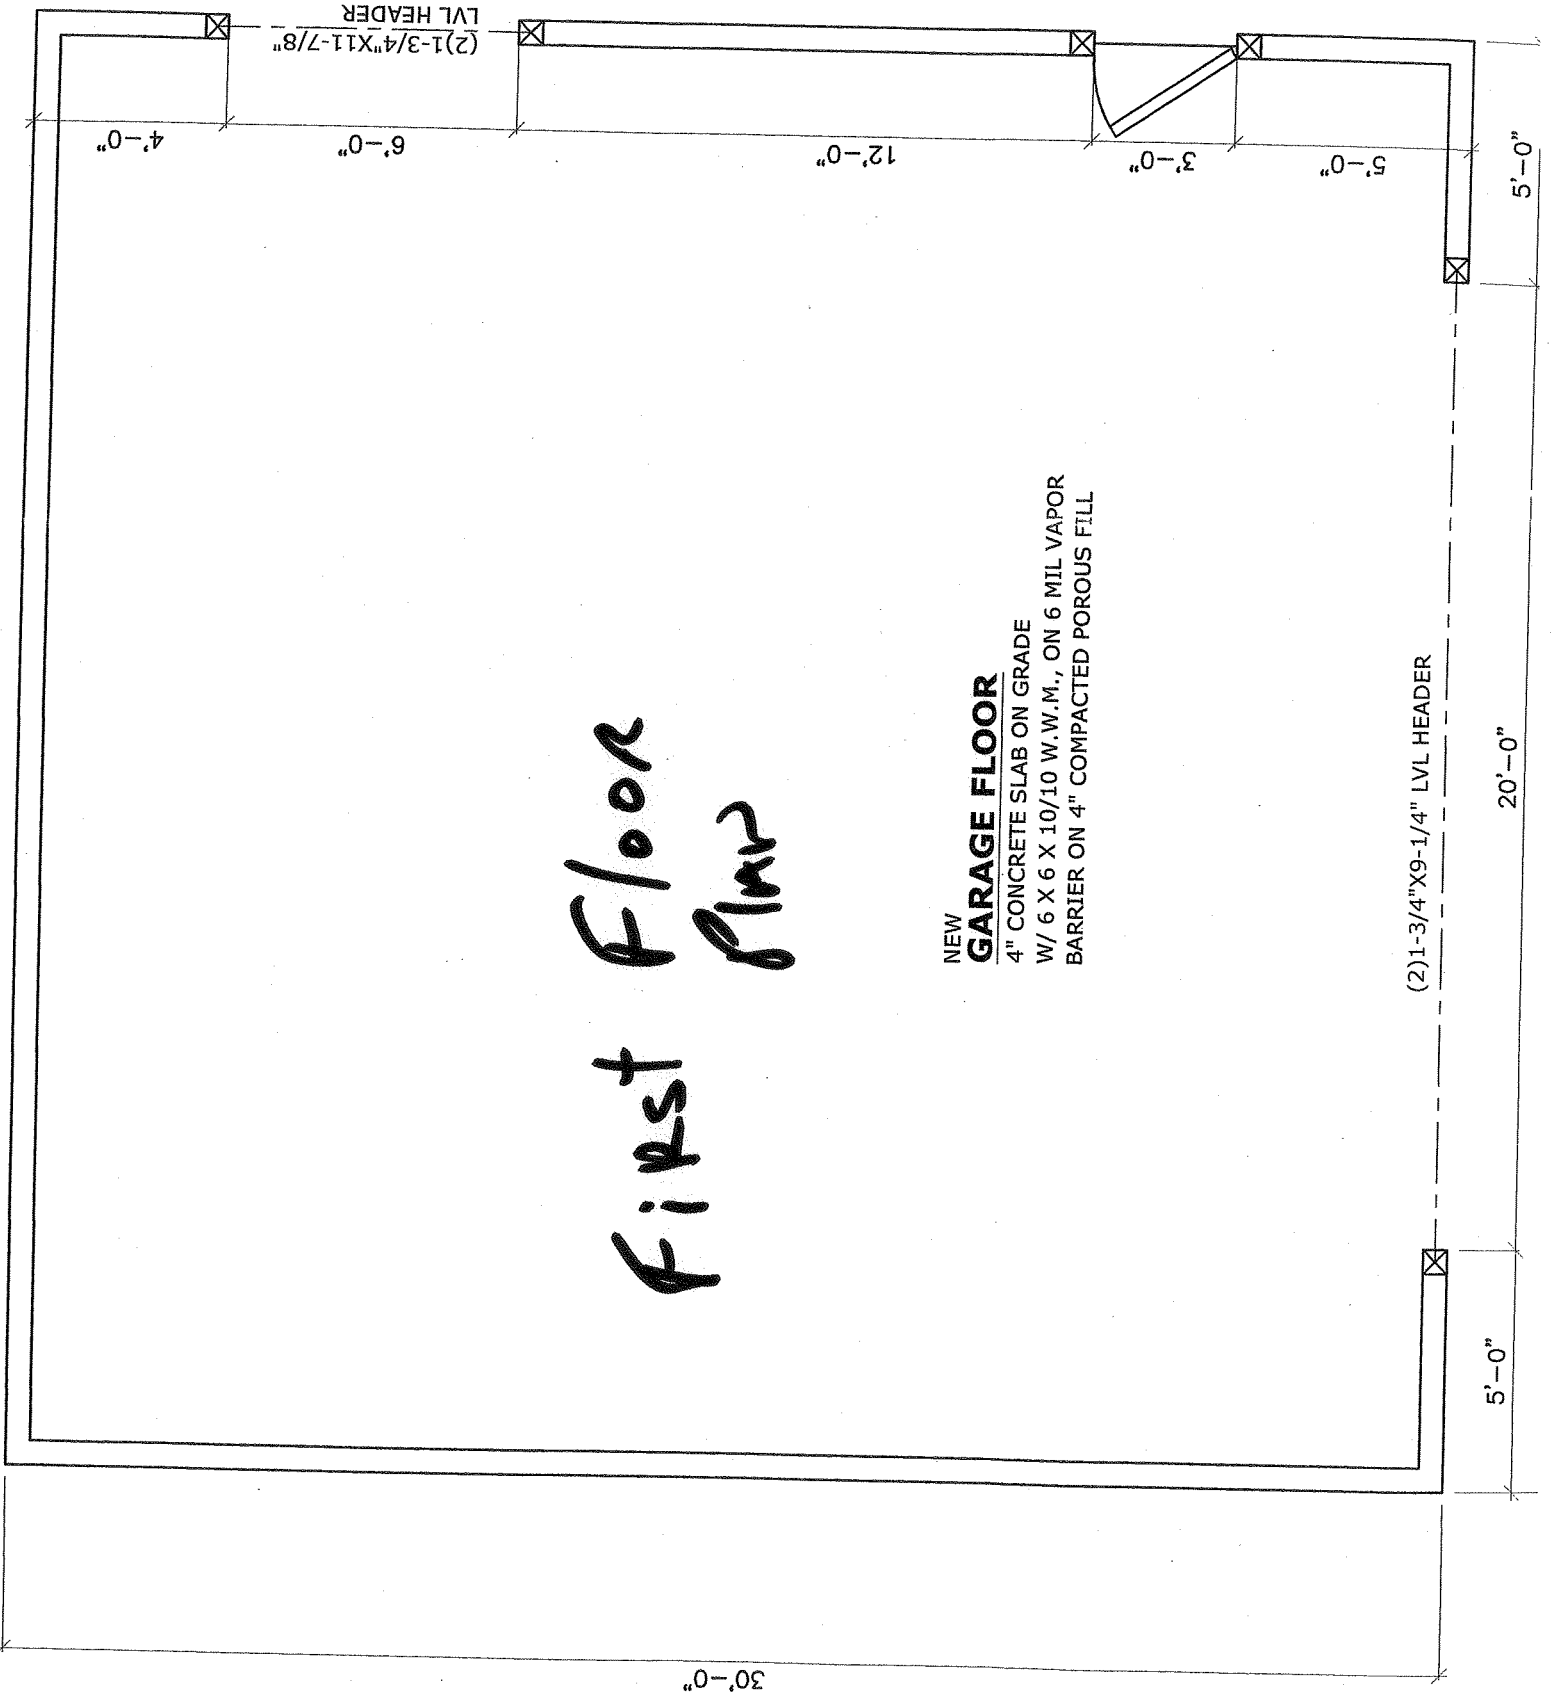 First Floor
Plan
NEW
GARAGE FLOOR
4" CONCRETE SLAB ON GRADE
W/ 6 X 6 X 10/10 W.W.M., ON 6 MIL VAPOR
BARRIER ON 4" COMPACTED POROUS FILL
(2)1-3/4"X9-1/4" LVL HEADER
5'-0"
20'-0"
5'-0"
(2)1-3/4"X11-7/8"
LVL HEADER
5'-0"
3'-0"
12'-0"
6'-0"
4'-0"
30'-0"